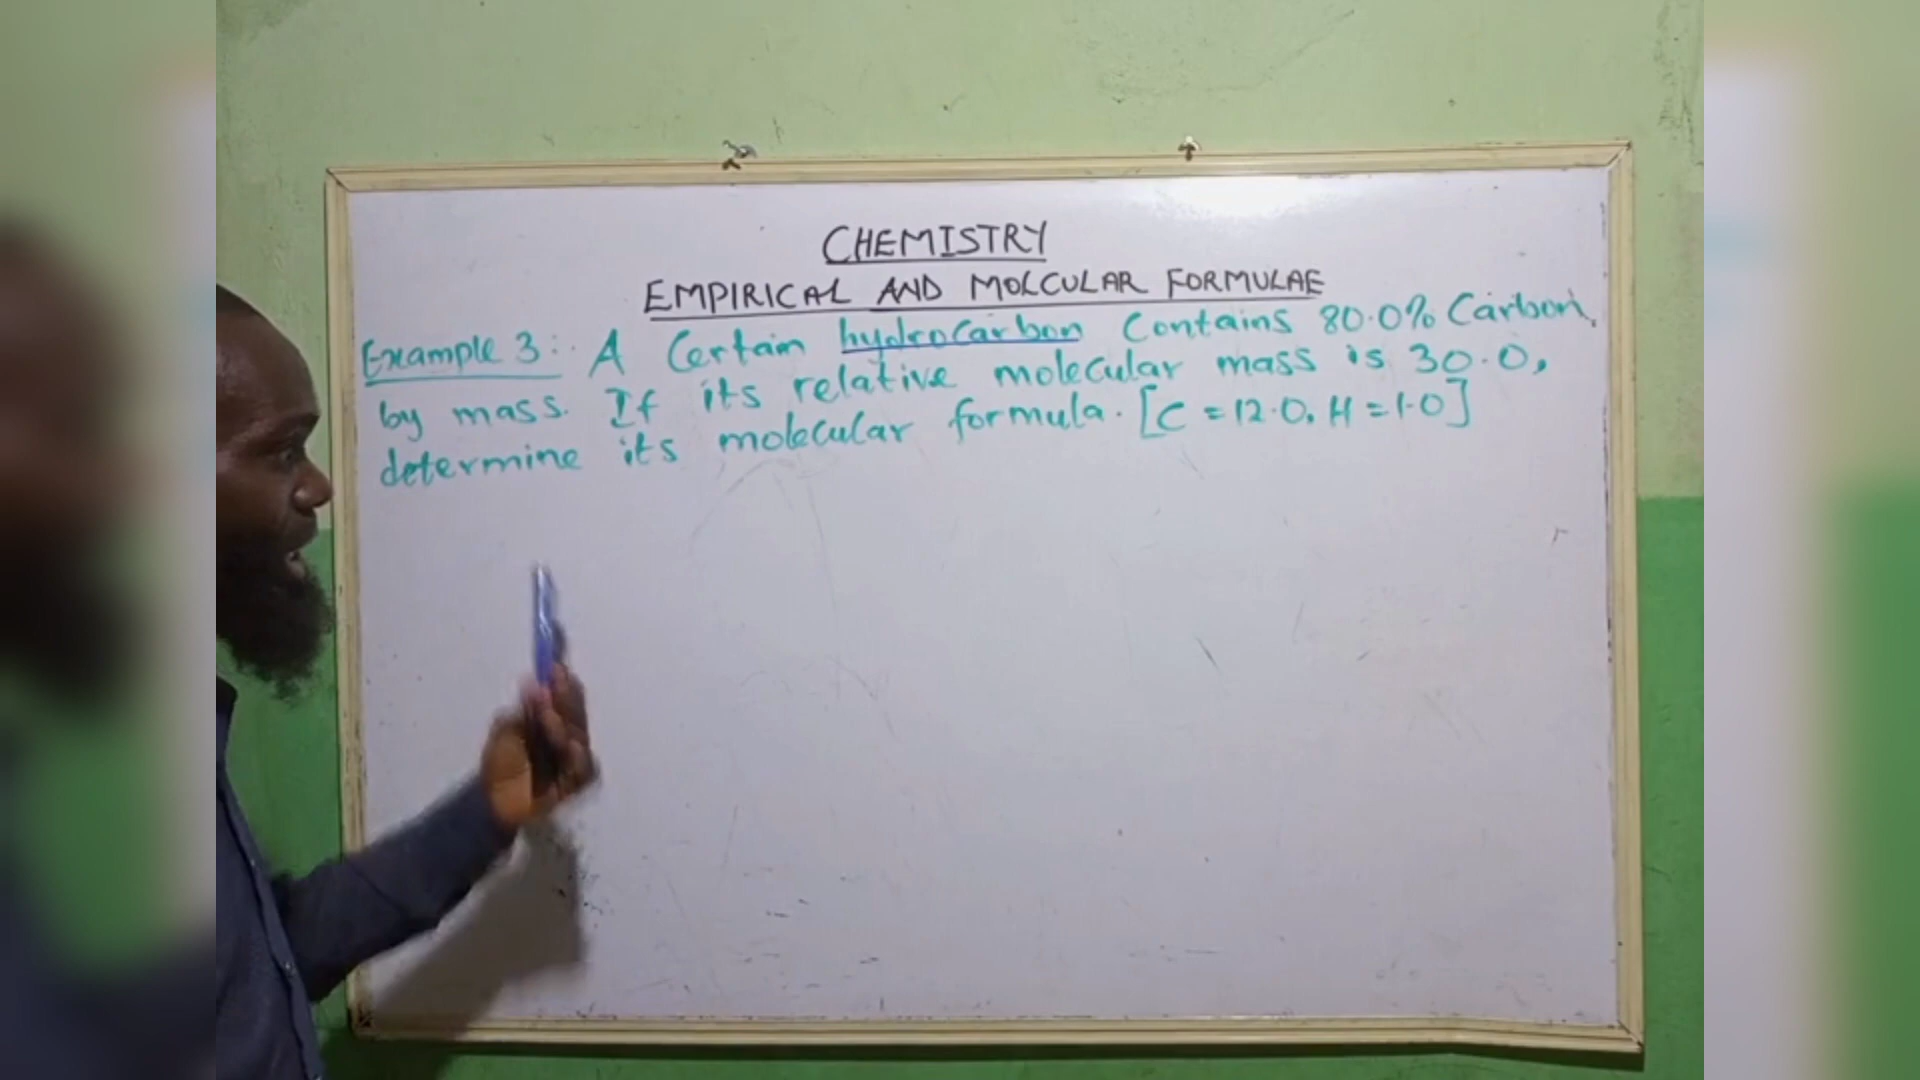 CHEMISTRY
EMPIRICAL AND MOLCULAR FORMULAE
Example 3: A Certain hydrocarbon Contains 80.0% Carbon
by mass. If its relative molecular mass is 30.0,
determine its molecular formula. [C = 12.0, H = 1.0]